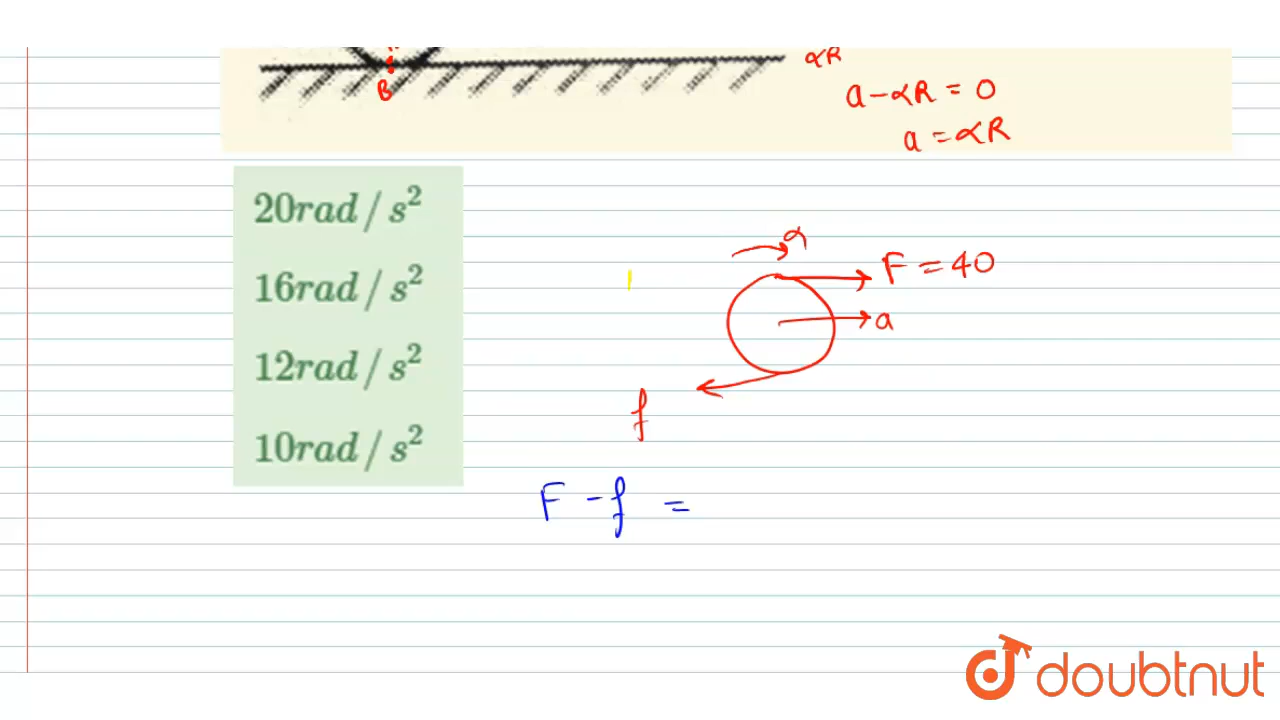 αR
B
a-αR = 0
a = αR
20rad / s²
16rad / s²
12rad / s²
10rad / s²
α
F = 40
a
f
F - f =
doubtnut